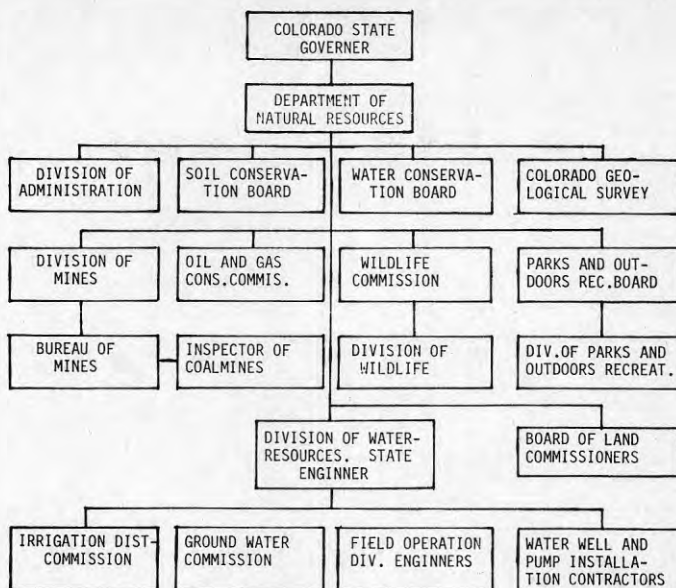 COLORADO STATE
GOVERNER
DEPARTMENT OF
NATURAL RESOURCES
DIVISION OF
ADMINISTRATION
SOIL CONSERVA-
TION BOARD
WATER CONSERVA-
TION BOARD
COLORADO GEO-
LOGICAL SURVEY
DIVISION OF
MINES
OIL AND GAS
CONS.COMMIS.
WILDLIFE
COMMISSION
PARKS AND OUT-
DOORS REC.BOARD
BUREAU OF
MINES
INSPECTOR OF
COALMINES
DIVISION OF
WILDLIFE
DIV.OF PARKS AND
OUTDOORS RECREAT.
DIVISION OF WATER-
RESOURCES. STATE
ENGINNER
BOARD OF LAND
COMMISSIONERS
IRRIGATION DIST-
COMMISSION
GROUND WATER
COMMISSION
FIELD OPERATION
DIV. ENGINNERS
WATER WELL AND
PUMP INSTALLA-
TION CONTRACTORS